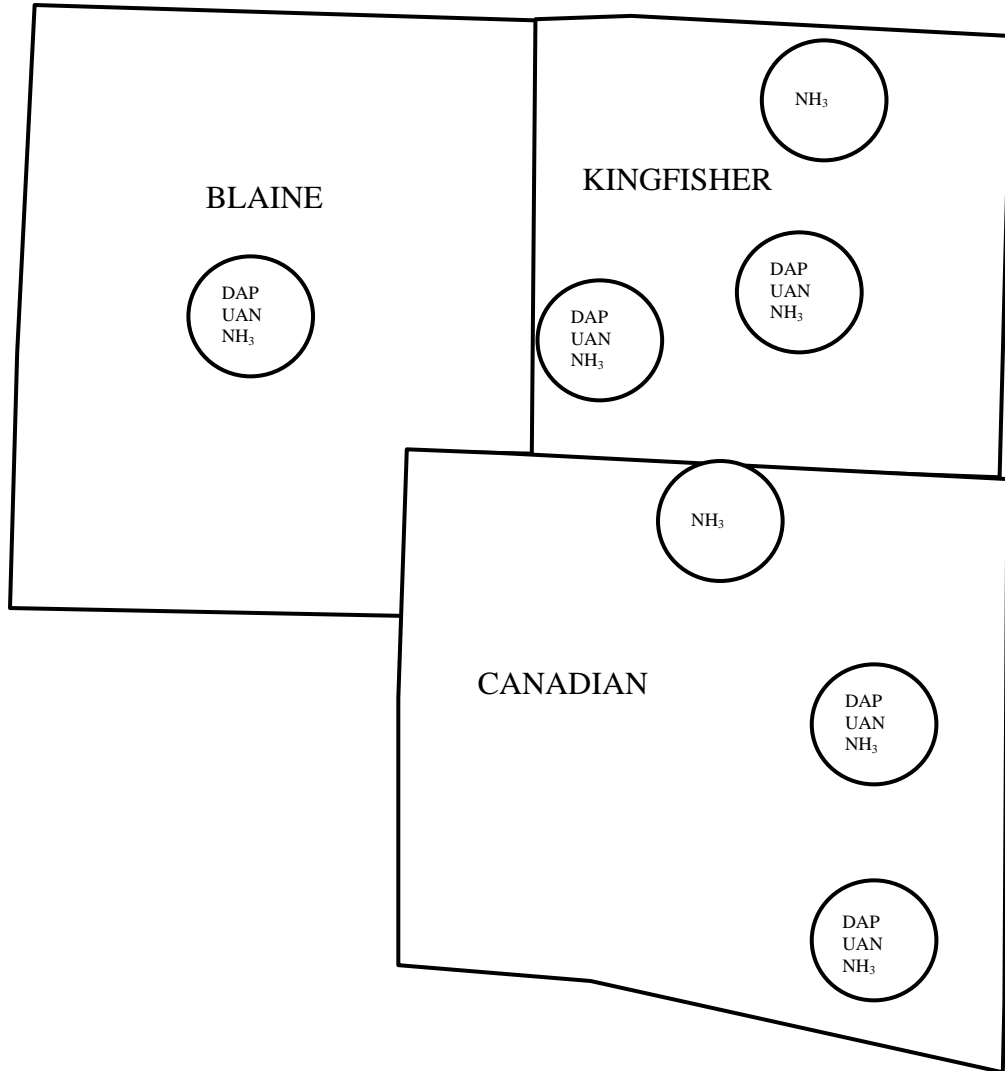 NH₃
KINGFISHER
BLAINE
DAP
UAN
NH₃
DAP
UAN
NH₃
DAP
UAN
NH₃
NH₃
CANADIAN
DAP
UAN
NH₃
DAP
UAN
NH₃